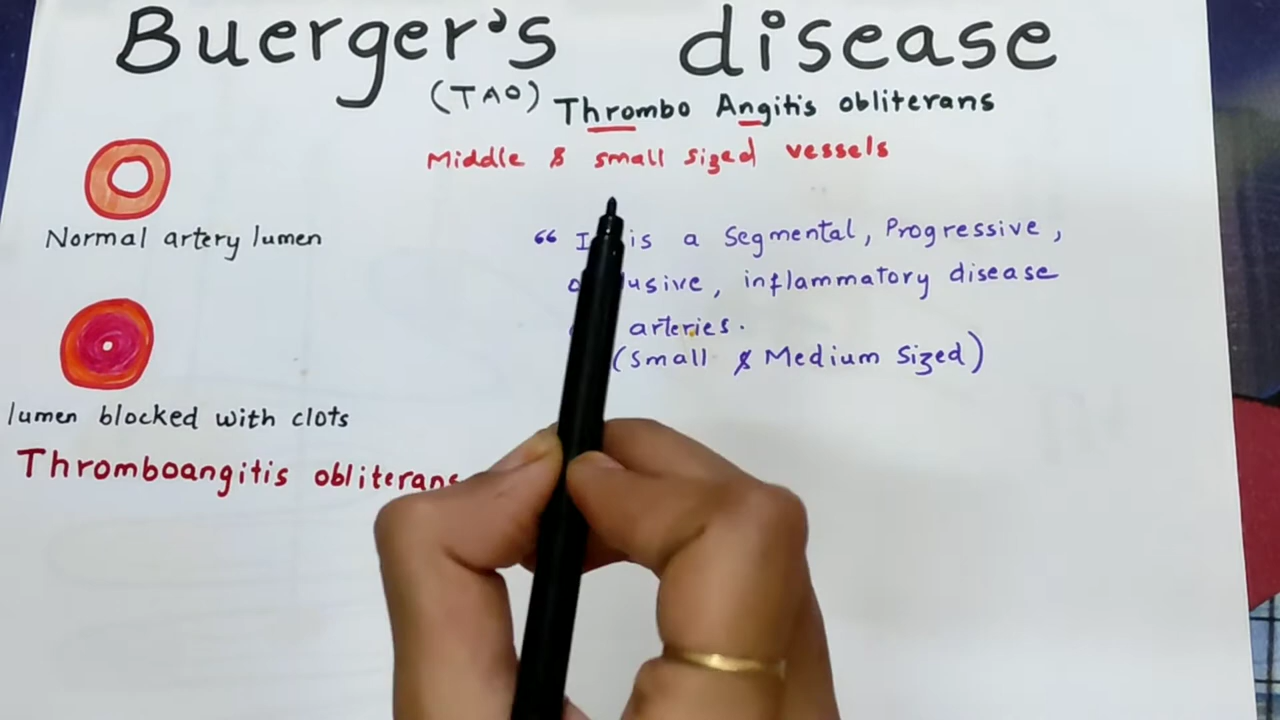 Buerger's disease
(TAO) Thrombo Angitis obliterans
Middle & small sized vessels
Normal artery lumen
“ I is a Segmental, Progressive,
usive, inflammatory disease
arteries.
(Small & Medium Sized)
lumen blocked with clots
Thromboangitis obliterans